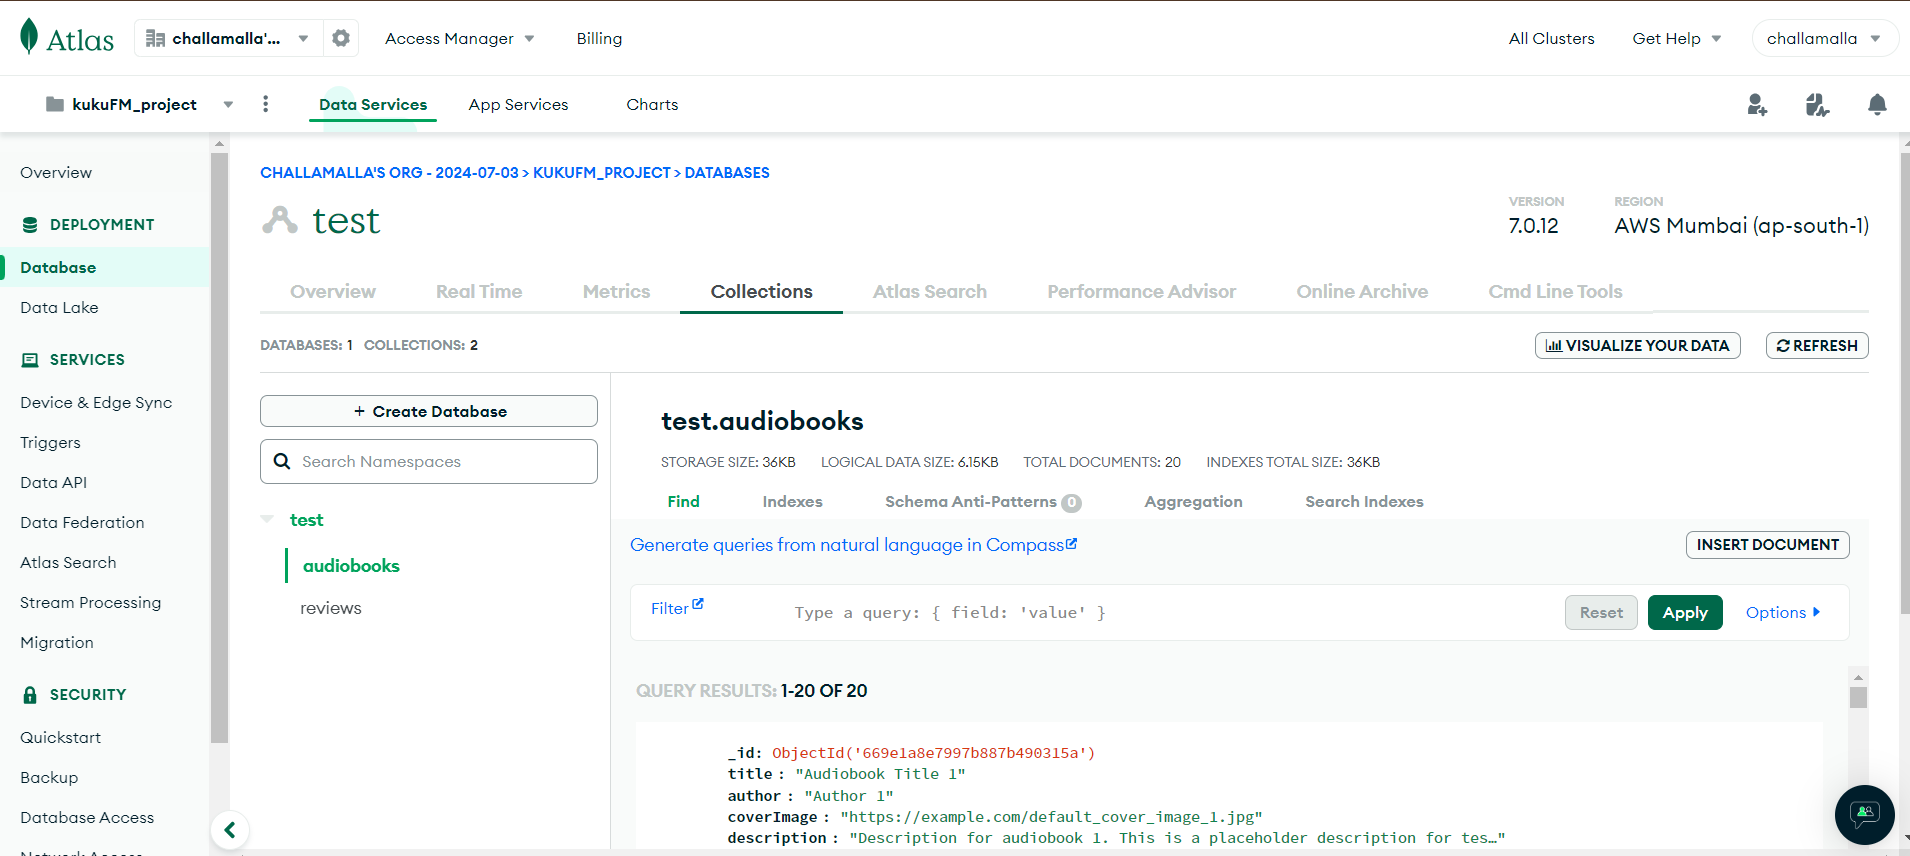 Atlas
challamalla'...
Access Manager
Billing
All Clusters
Get Help
challamalla
kukuFM_project
Data Services
App Services
Charts
Overview
DEPLOYMENT
Database
Data Lake
SERVICES
Device & Edge Sync
Triggers
Data API
Data Federation
Atlas Search
Stream Processing
Migration
SECURITY
Quickstart
Backup
Database Access
Network Access
CHALLAMALLA'S ORG - 2024-07-03 > KUKUFM_PROJECT > DATABASES
test
VERSION
7.0.12
REGION
AWS Mumbai (ap-south-1)
Overview
Real Time
Metrics
Collections
Atlas Search
Performance Advisor
Online Archive
Cmd Line Tools
DATABASES: 1 COLLECTIONS: 2
VISUALIZE YOUR DATA
REFRESH
+ Create Database
Search Namespaces
test
audiobooks
reviews
test.audiobooks
STORAGE SIZE: 36KB LOGICAL DATA SIZE: 6.15KB TOTAL DOCUMENTS: 20 INDEXES TOTAL SIZE: 36KB
Find
Indexes
Schema Anti-Patterns 0
Aggregation
Search Indexes
Generate queries from natural language in Compass
INSERT DOCUMENT
Filter
Type a query: { field: 'value' }
Reset
Apply
Options
QUERY RESULTS: 1-20 OF 20
_id: ObjectId('669e1a8e7997b887b490315a')
title : "Audiobook Title 1"
author : "Author 1"
coverImage : "https://example.com/default_cover_image_1.jpg"
description : "Description for audiobook 1. This is a placeholder description for tes…"